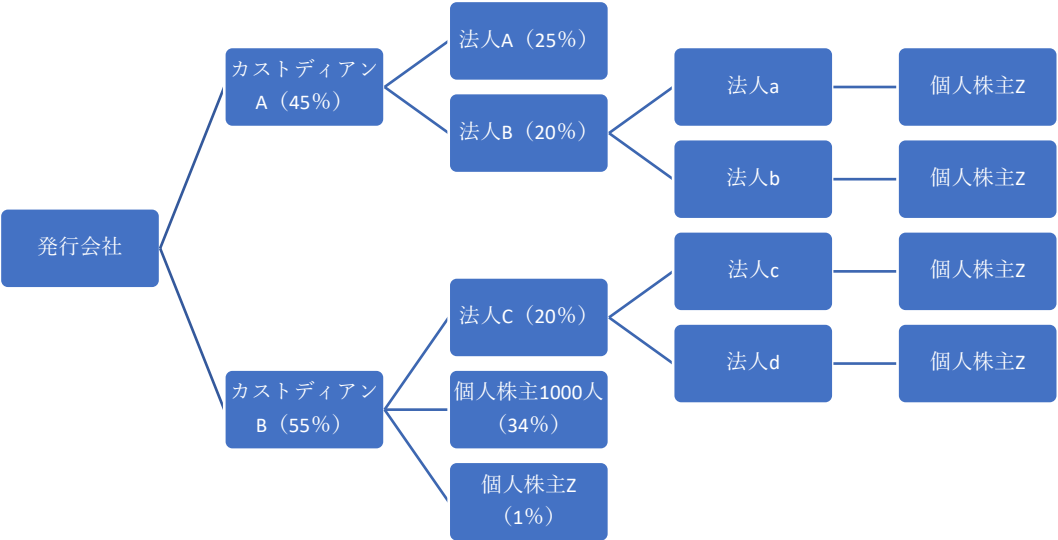 発行会社
カストディアン
A（45％）
カストディアン
B（55％）
法人A（25％）
法人B（20％）
法人C（20％）
個人株主1000人
（34％）
個人株主Z
（1％）
法人a
法人b
法人c
法人d
個人株主Z
個人株主Z
個人株主Z
個人株主Z